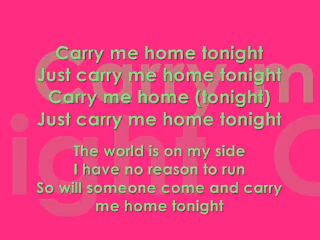 Carry me home tonight
Just carry me home tonight
Carry me home (tonight)
Just carry me home tonight
The world is on my side
I have no reason to run
So will someone come and carry
me home tonight
Carry m
ight C